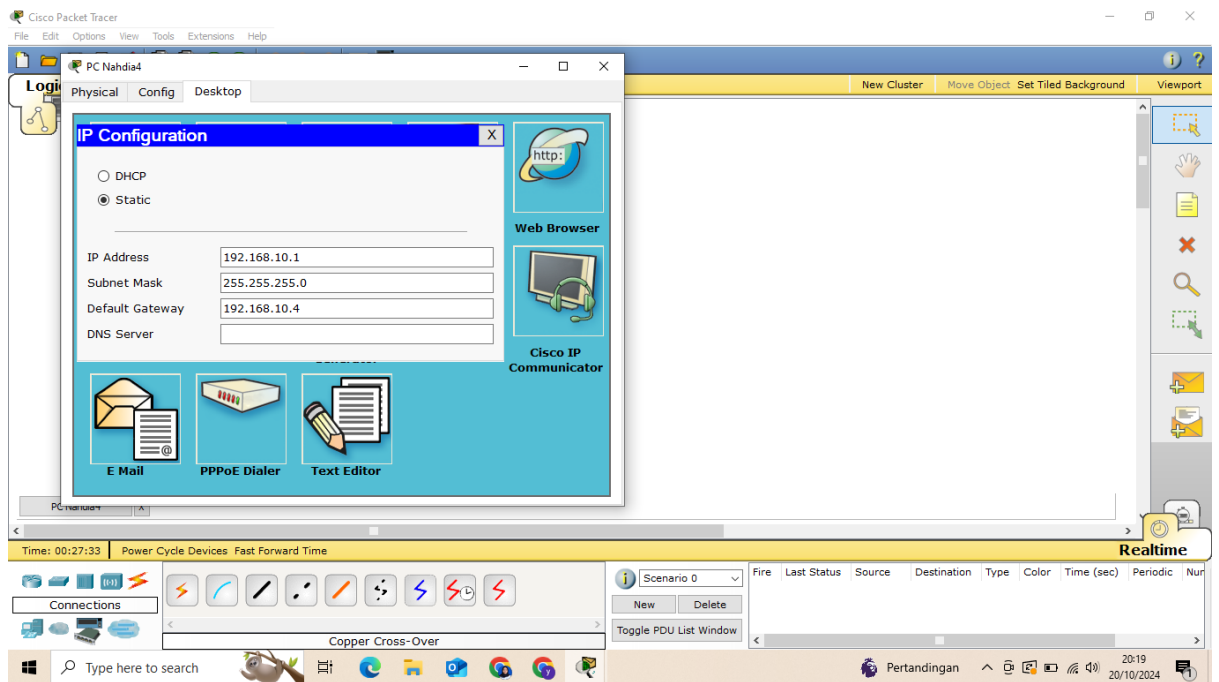 Cisco Packet Tracer
File Edit Options View Tools Extensions Help
PC Nahdia4
Logi
New Cluster Move Object Set Tiled Background Viewport
Physical Config Desktop
IP Configuration X
http:
DHCP
Static
Web Browser
IP Address 192.168.10.1
Subnet Mask 255.255.255.0
Default Gateway 192.168.10.4
DNS Server
Cisco IP
Communicator
E Mail PPPoE Dialer Text Editor
PC Nahdia4 X
Time: 00:27:33 Power Cycle Devices Fast Forward Time Realtime
Connections
Copper Cross-Over
Scenario 0
New Delete
Toggle PDU List Window
Fire Last Status Source Destination Type Color Time (sec) Periodic Nur
Type here to search
Pertandingan
20:19
20/10/2024
1